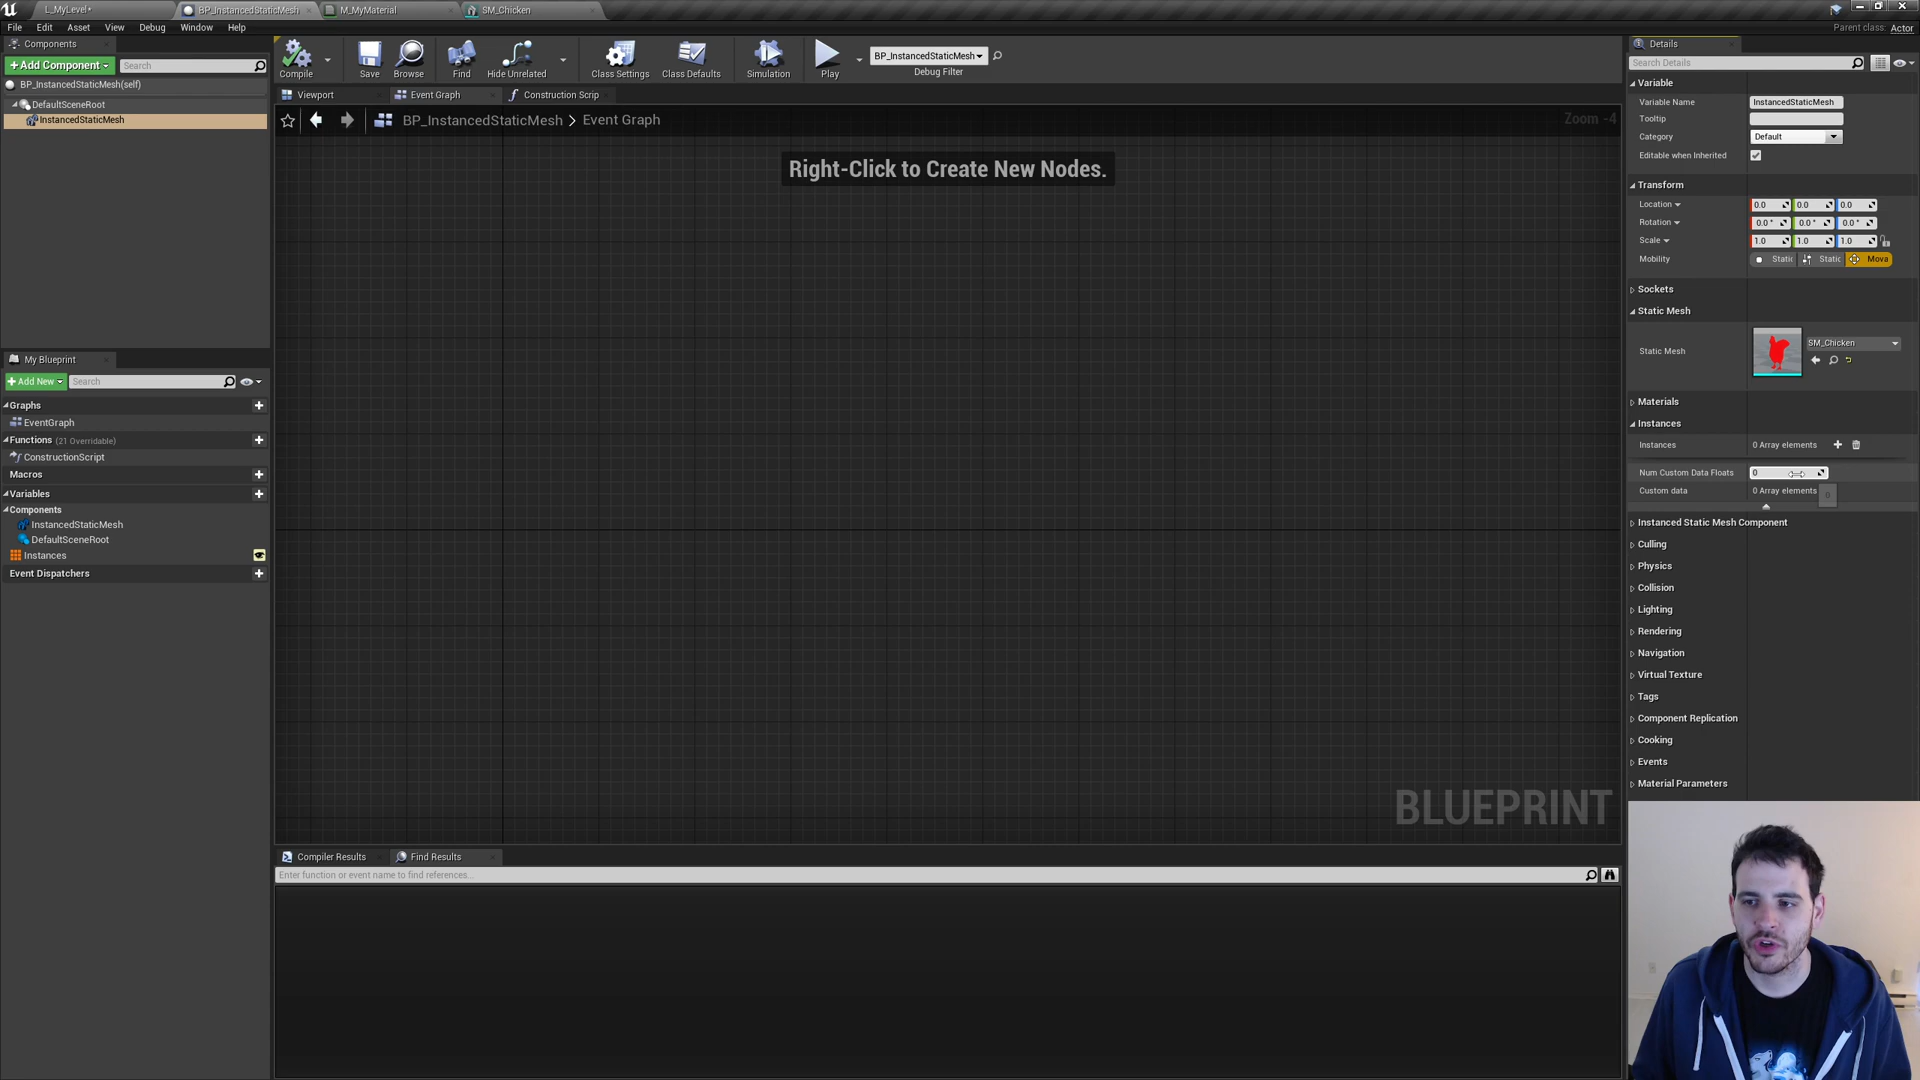 L_MyLevel*
BP_InstancedStaticMesh
M_MyMaterial
SM_Chicken
File Edit Asset View Debug Window Help
Parent class: Actor
Components
+Add Component
Search
BP_InstancedStaticMesh(self)
DefaultSceneRoot
InstancedStaticMesh
My Blueprint
+Add New
Search
Graphs
EventGraph
Functions (21 Overridable)
ConstructionScript
Macros
Variables
Components
InstancedStaticMesh
DefaultSceneRoot
Instances
Event Dispatchers
Compile
Save
Browse
Find
Hide Unrelated
Class Settings
Class Defaults
Simulation
Play
BP_InstancedStaticMesh
Debug Filter
Viewport
Event Graph
Construction Scrip
BP_InstancedStaticMesh > Event Graph
Zoom -4
Right-Click to Create New Nodes.
BLUEPRINT
Compiler Results
Find Results
Enter function or event name to find references...
Details
Search Details
Variable
Variable Name InstancedStaticMesh
Tooltip
Category Default
Editable when Inherited
Transform
Location 0.0 0.0 0.0
Rotation 0.0 ° 0.0 ° 0.0 °
Scale 1.0 1.0 1.0
Mobility Static Static Mova
Sockets
Static Mesh
Static Mesh SM_Chicken
Materials
Instances
Instances 0 Array elements
Num Custom Data Floats 0
Custom data 0 Array elements
0
Instanced Static Mesh Component
Culling
Physics
Collision
Lighting
Rendering
Navigation
Virtual Texture
Tags
Component Replication
Cooking
Events
Material Parameters